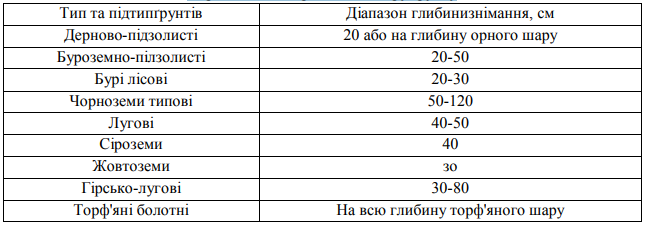 Тип та підтипґрунтів Діапазон глибинизнімання, см
Дерново-підзолисті 20 або на глибину орного шару
Буроземно-пілзолисті 20-50
Бурі лісові 20-30
Чорноземи типові 50-120
Лугові 40-50
Сіроземи 40
Жовтоземи зо
Гірсько-лугові 30-80
Торф'яні болотні На всю глибину торф'яного шару